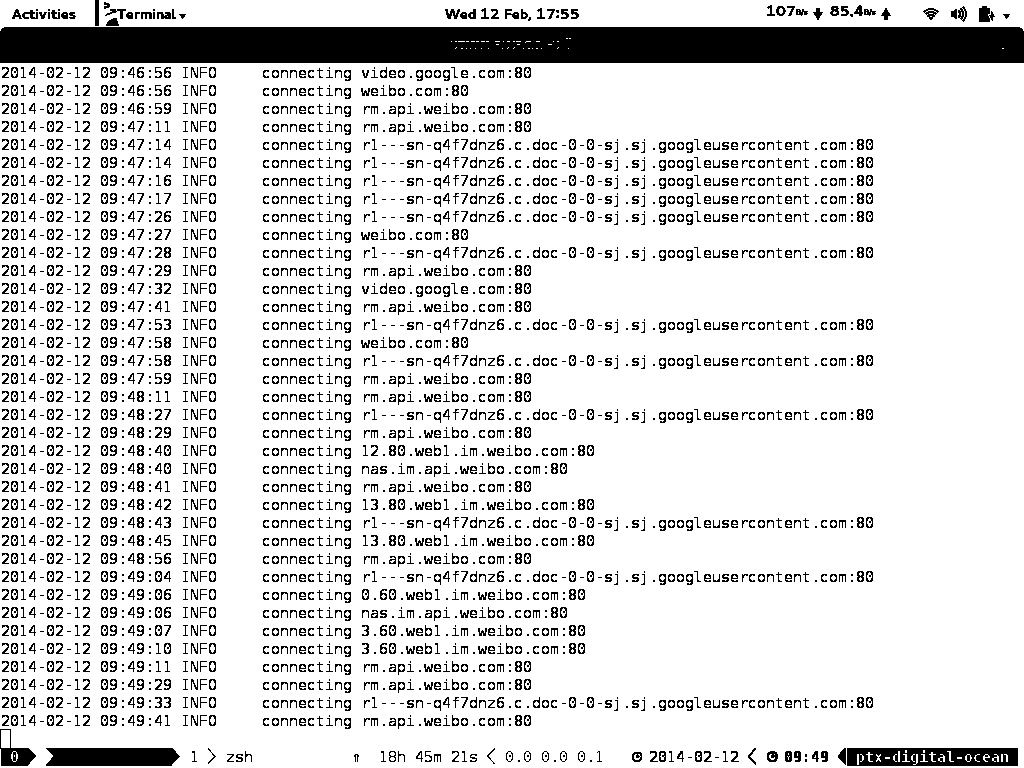 Activities Terminal Wed 12 Feb, 17:55 107B/s 85.4B/s
2014-02-12 09:46:56 INFO connecting video.google.com:80
2014-02-12 09:46:56 INFO connecting weibo.com:80
2014-02-12 09:46:59 INFO connecting rm.api.weibo.com:80
2014-02-12 09:47:11 INFO connecting rm.api.weibo.com:80
2014-02-12 09:47:14 INFO connecting r1---sn-q4f7dnz6.c.doc-0-0-sj.sj.googleusercontent.com:80
2014-02-12 09:47:14 INFO connecting r1---sn-q4f7dnz6.c.doc-0-0-sj.sj.googleusercontent.com:80
2014-02-12 09:47:16 INFO connecting r1---sn-q4f7dnz6.c.doc-0-0-sj.sj.googleusercontent.com:80
2014-02-12 09:47:17 INFO connecting r1---sn-q4f7dnz6.c.doc-0-0-sj.sj.googleusercontent.com:80
2014-02-12 09:47:26 INFO connecting r1---sn-q4f7dnz6.c.doc-0-0-sj.sj.googleusercontent.com:80
2014-02-12 09:47:27 INFO connecting weibo.com:80
2014-02-12 09:47:28 INFO connecting r1---sn-q4f7dnz6.c.doc-0-0-sj.sj.googleusercontent.com:80
2014-02-12 09:47:29 INFO connecting rm.api.weibo.com:80
2014-02-12 09:47:32 INFO connecting video.google.com:80
2014-02-12 09:47:41 INFO connecting rm.api.weibo.com:80
2014-02-12 09:47:53 INFO connecting r1---sn-q4f7dnz6.c.doc-0-0-sj.sj.googleusercontent.com:80
2014-02-12 09:47:58 INFO connecting weibo.com:80
2014-02-12 09:47:58 INFO connecting r1---sn-q4f7dnz6.c.doc-0-0-sj.sj.googleusercontent.com:80
2014-02-12 09:47:59 INFO connecting rm.api.weibo.com:80
2014-02-12 09:48:11 INFO connecting rm.api.weibo.com:80
2014-02-12 09:48:27 INFO connecting r1---sn-q4f7dnz6.c.doc-0-0-sj.sj.googleusercontent.com:80
2014-02-12 09:48:29 INFO connecting rm.api.weibo.com:80
2014-02-12 09:48:40 INFO connecting 12.80.web1.im.weibo.com:80
2014-02-12 09:48:40 INFO connecting nas.im.api.weibo.com:80
2014-02-12 09:48:41 INFO connecting rm.api.weibo.com:80
2014-02-12 09:48:42 INFO connecting 13.80.web1.im.weibo.com:80
2014-02-12 09:48:43 INFO connecting r1---sn-q4f7dnz6.c.doc-0-0-sj.sj.googleusercontent.com:80
2014-02-12 09:48:45 INFO connecting 13.80.web1.im.weibo.com:80
2014-02-12 09:48:56 INFO connecting rm.api.weibo.com:80
2014-02-12 09:49:04 INFO connecting r1---sn-q4f7dnz6.c.doc-0-0-sj.sj.googleusercontent.com:80
2014-02-12 09:49:06 INFO connecting 0.60.web1.im.weibo.com:80
2014-02-12 09:49:06 INFO connecting nas.im.api.weibo.com:80
2014-02-12 09:49:07 INFO connecting 3.60.web1.im.weibo.com:80
2014-02-12 09:49:10 INFO connecting 3.60.web1.im.weibo.com:80
2014-02-12 09:49:11 INFO connecting rm.api.weibo.com:80
2014-02-12 09:49:29 INFO connecting rm.api.weibo.com:80
2014-02-12 09:49:33 INFO connecting r1---sn-q4f7dnz6.c.doc-0-0-sj.sj.googleusercontent.com:80
2014-02-12 09:49:41 INFO connecting rm.api.weibo.com:80
0 1 zsh ↑ 18h 45m 21s < 0.0 0.0 0.1 2014-02-12 < 09:49 ptx-digital-ocean